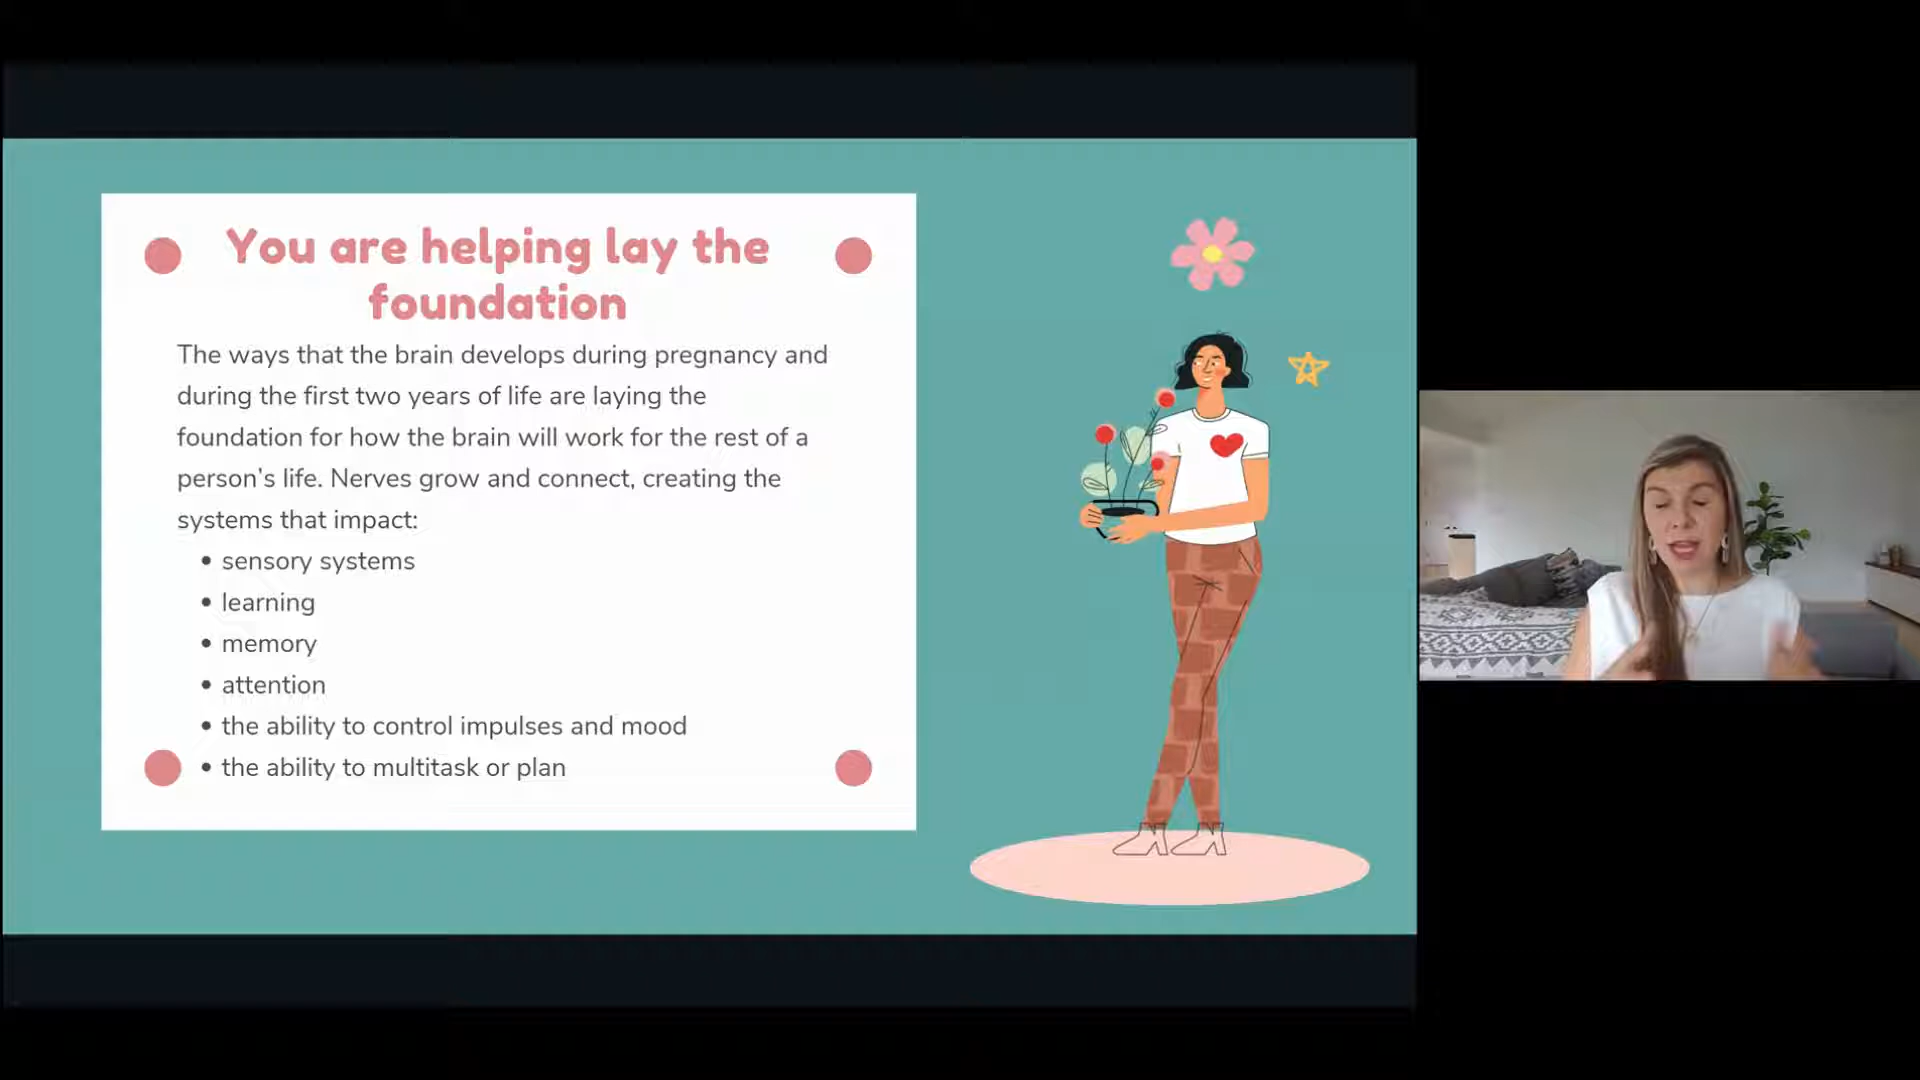 You are helping lay the
foundation
The ways that the brain develops during pregnancy and
during the first two years of life are laying the
foundation for how the brain will work for the rest of a
person's life. Nerves grow and connect, creating the
systems that impact:
• sensory systems
• learning
• memory
• attention
• the ability to control impulses and mood
• the ability to multitask or plan